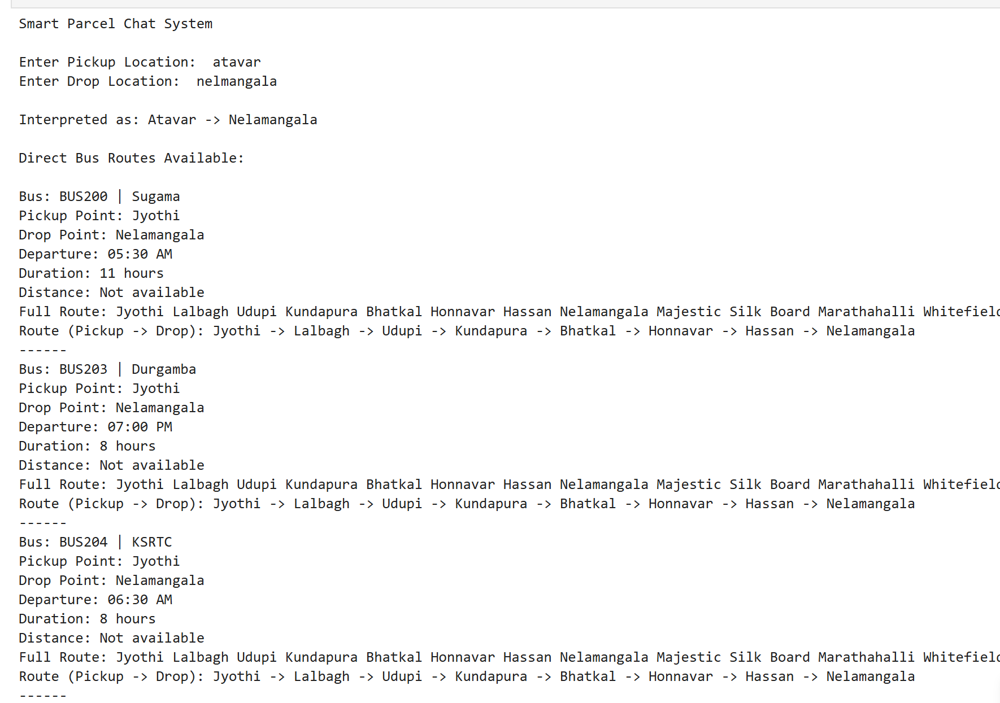 Smart Parcel Chat System
Enter Pickup Location:  atavar
Enter Drop Location:  nelmangala
Interpreted as: Atavar -> Nelamangala
Direct Bus Routes Available:
Bus: BUS200 | Sugama
Pickup Point: Jyothi
Drop Point: Nelamangala
Departure: 05:30 AM
Duration: 11 hours
Distance: Not available
Full Route: Jyothi Lalbagh Udupi Kundapura Bhatkal Honnavar Hassan Nelamangala Majestic Silk Board Marathahalli Whitefield
Route (Pickup -> Drop): Jyothi -> Lalbagh -> Udupi -> Kundapura -> Bhatkal -> Honnavar -> Hassan -> Nelamangala
------
Bus: BUS203 | Durgamba
Pickup Point: Jyothi
Drop Point: Nelamangala
Departure: 07:00 PM
Duration: 8 hours
Distance: Not available
Full Route: Jyothi Lalbagh Udupi Kundapura Bhatkal Honnavar Hassan Nelamangala Majestic Silk Board Marathahalli Whitefield
Route (Pickup -> Drop): Jyothi -> Lalbagh -> Udupi -> Kundapura -> Bhatkal -> Honnavar -> Hassan -> Nelamangala
------
Bus: BUS204 | KSRTC
Pickup Point: Jyothi
Drop Point: Nelamangala
Departure: 06:30 AM
Duration: 8 hours
Distance: Not available
Full Route: Jyothi Lalbagh Udupi Kundapura Bhatkal Honnavar Hassan Nelamangala Majestic Silk Board Marathahalli Whitefield
Route (Pickup -> Drop): Jyothi -> Lalbagh -> Udupi -> Kundapura -> Bhatkal -> Honnavar -> Hassan -> Nelamangala
------